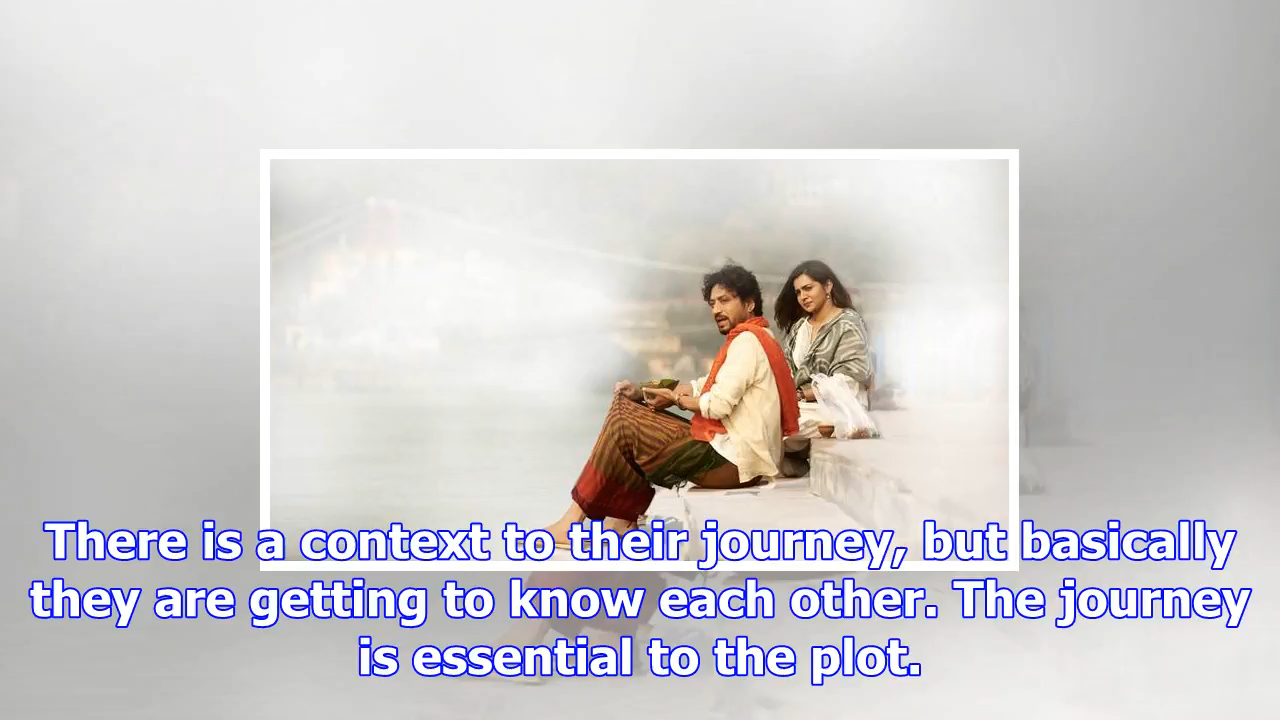 There is a context to their journey, but basically
they are getting to know each other. The journey
is essential to the plot.